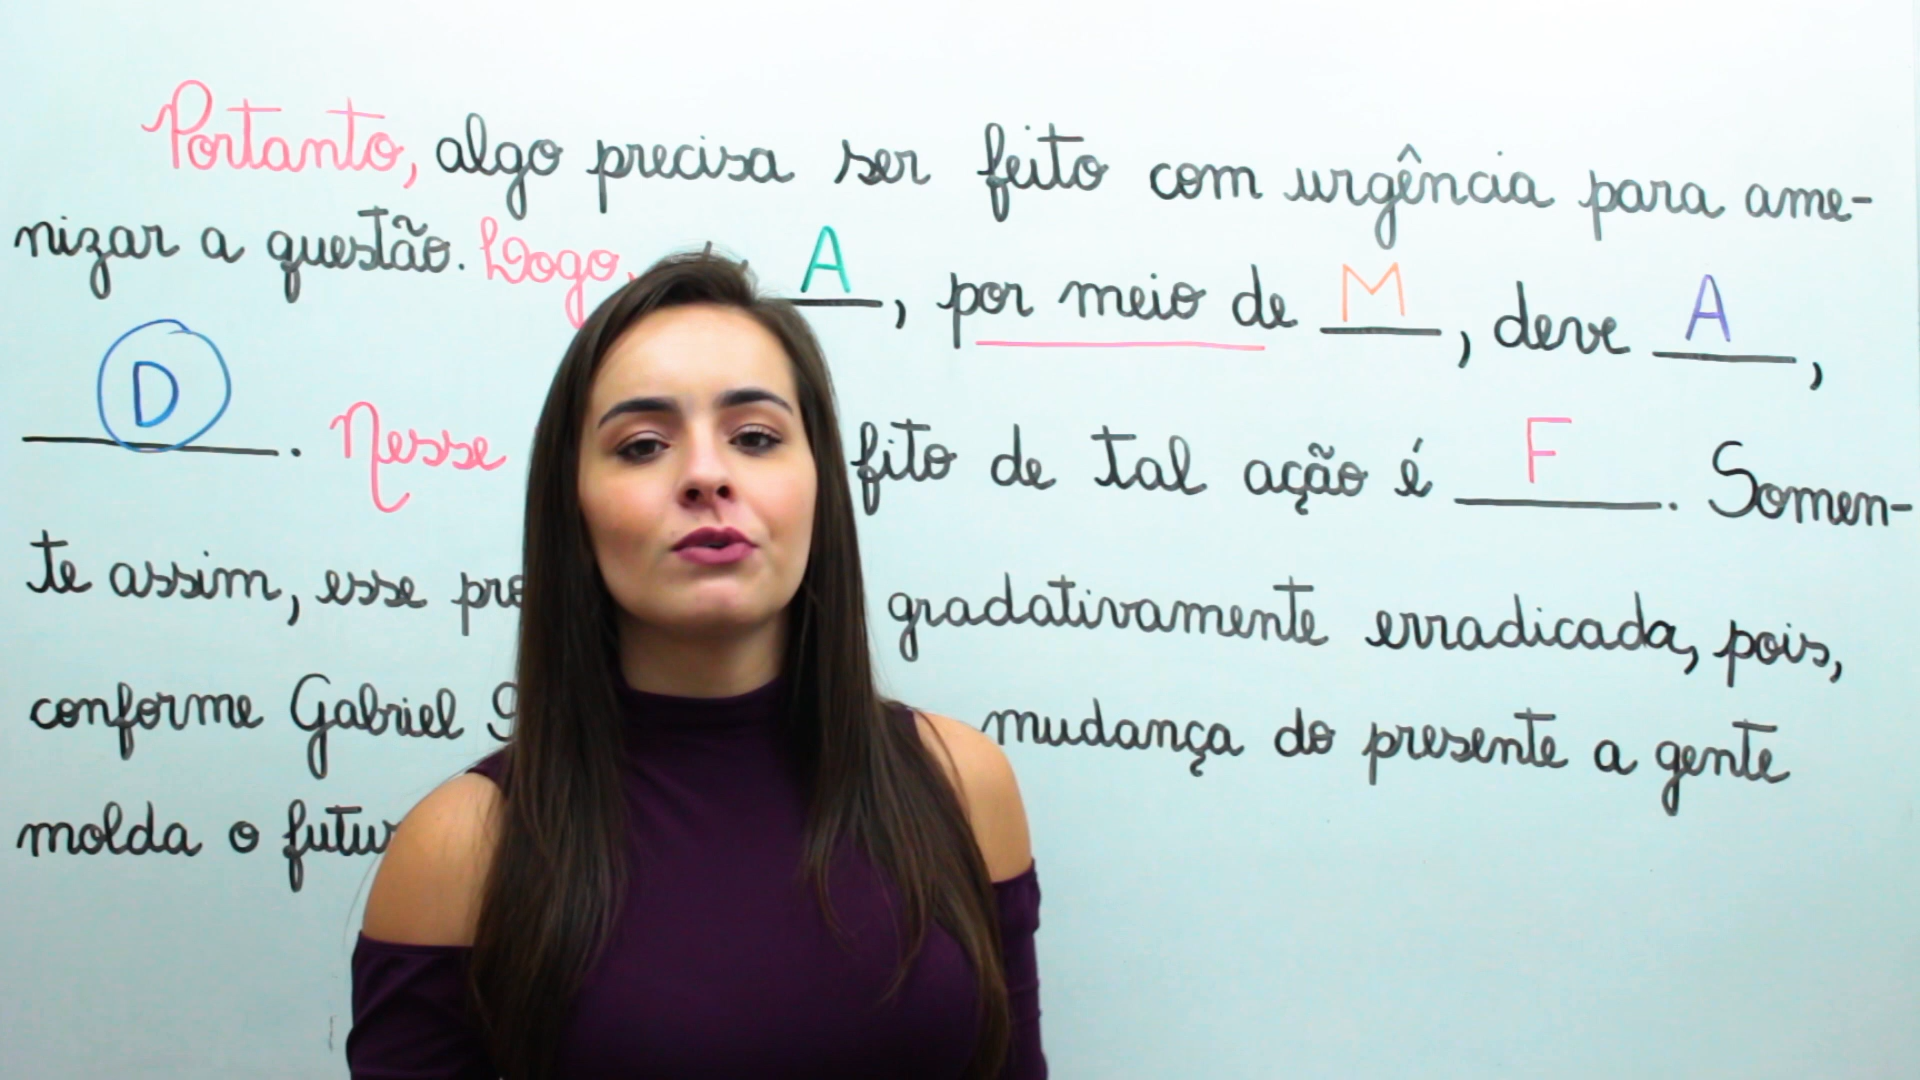 Portanto, algo precisa ser feito com urgência para ame-
nizar a questão. Logo, A, por meio de M, deve A,
D. Nesse fito de tal ação é F. Somen-
te assim, esse gradativamente erradicada, pois,
conforme Gabriel mudança do presente a gente
molda o